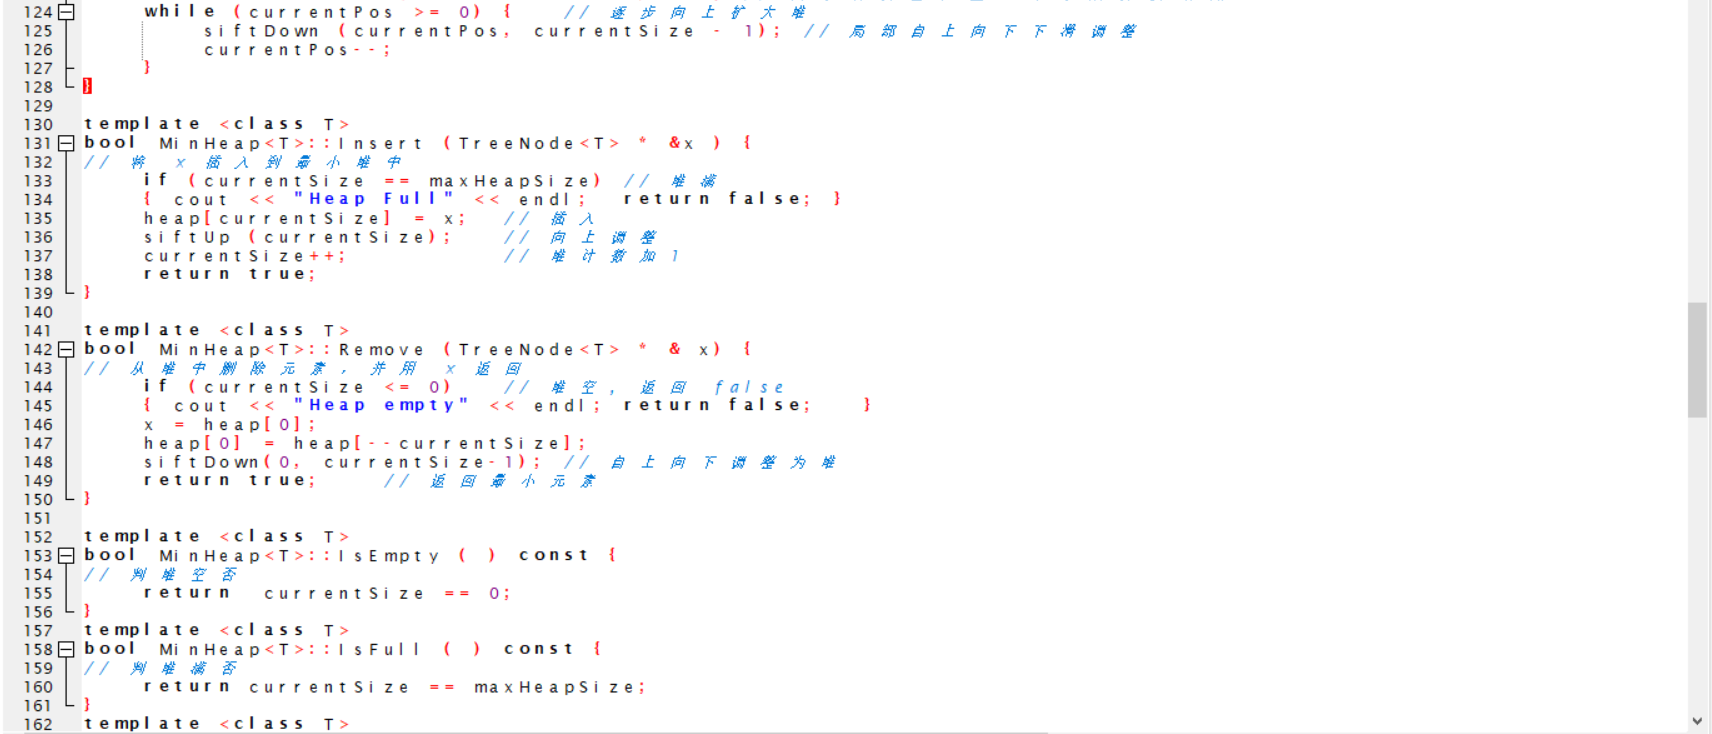 124 while (currentPos >= 0) { // 逐步向上扩大堆
125 siftDown (currentPos, currentSize - 1); // 局部自上向下下滑调整
126 currentPos--;
127 }
128 }
129
130 template <class T>
131 bool MinHeap<T>::Insert (TreeNode<T> * &x ) {
132 // 将 x 插入到最小堆中
133 if (currentSize == maxHeapSize) // 堆满
134 { cout << "Heap Full" << endl; return false; }
135 heap[currentSize] = x; // 插入
136 siftUp (currentSize); // 向上调整
137 currentSize++; // 堆计数加1
138 return true;
139 }
140
141 template <class T>
142 bool MinHeap<T>::Remove (TreeNode<T> * & x) {
143 // 从堆中删除元素, 并用 x 返回
144 if (currentSize <= 0) // 堆空, 返回 false
145 { cout << "Heap empty" << endl; return false; }
146 x = heap[0];
147 heap[0] = heap[--currentSize];
148 siftDown(0, currentSize-1); // 自上向下调整为堆
149 return true; // 返回最小元素
150 }
151
152 template <class T>
153 bool MinHeap<T>::IsEmpty ( ) const {
154 // 判堆空否
155 return currentSize == 0;
156 }
157 template <class T>
158 bool MinHeap<T>::IsFull ( ) const {
159 // 判堆满否
160 return currentSize == maxHeapSize;
161 }
162 template <class T>